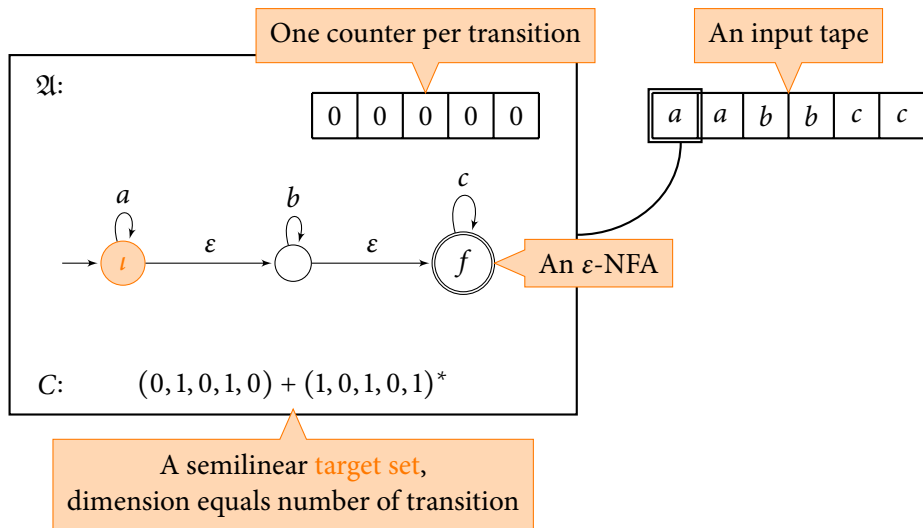 One counter per transition
An input tape
𝔄:
0 0 0 0 0
a a b b c c
a b c
ε ε
ι f
An ε-NFA
C: (0, 1, 0, 1, 0) + (1, 0, 1, 0, 1)*
A semilinear target set,
dimension equals number of transition